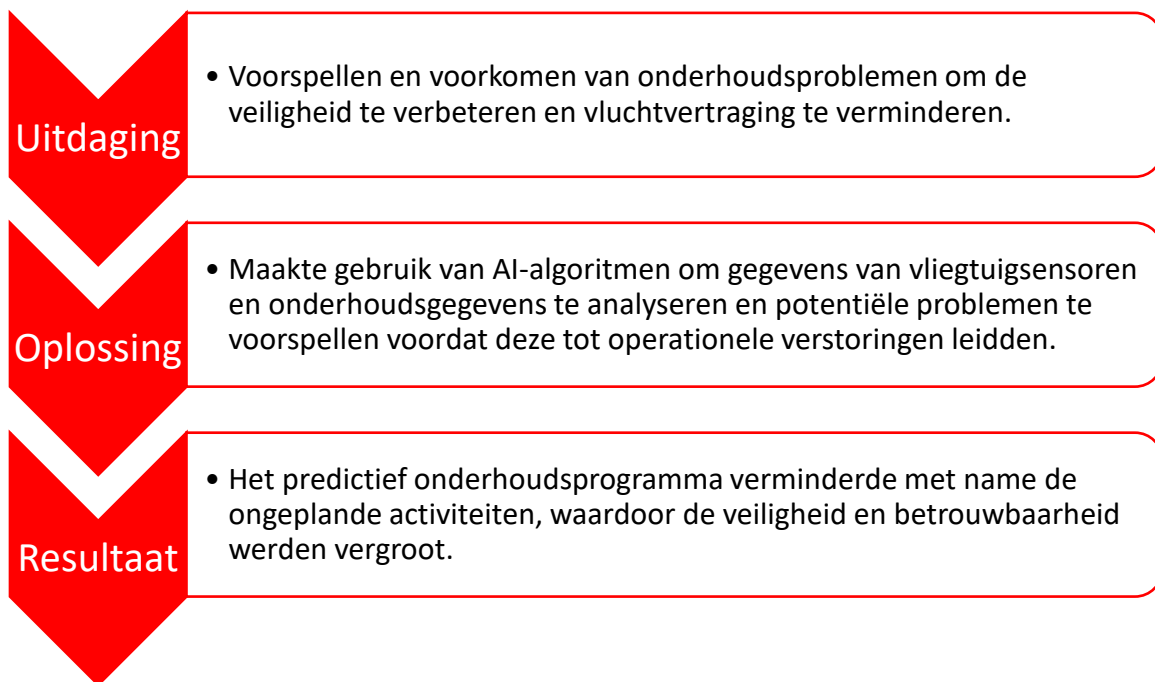 Uitdaging
• Voorspellen en voorkomen van onderhoudsproblemen om de
veiligheid te verbeteren en vluchtvertraging te verminderen.
Oplossing
• Maakte gebruik van AI-algoritmen om gegevens van vliegtuigsensoren
en onderhoudsgegevens te analyseren en potentiële problemen te
voorspellen voordat deze tot operationele verstoringen leidden.
Resultaat
• Het predictief onderhoudsprogramma verminderde met name de
ongeplande activiteiten, waardoor de veiligheid en betrouwbaarheid
werden vergroot.